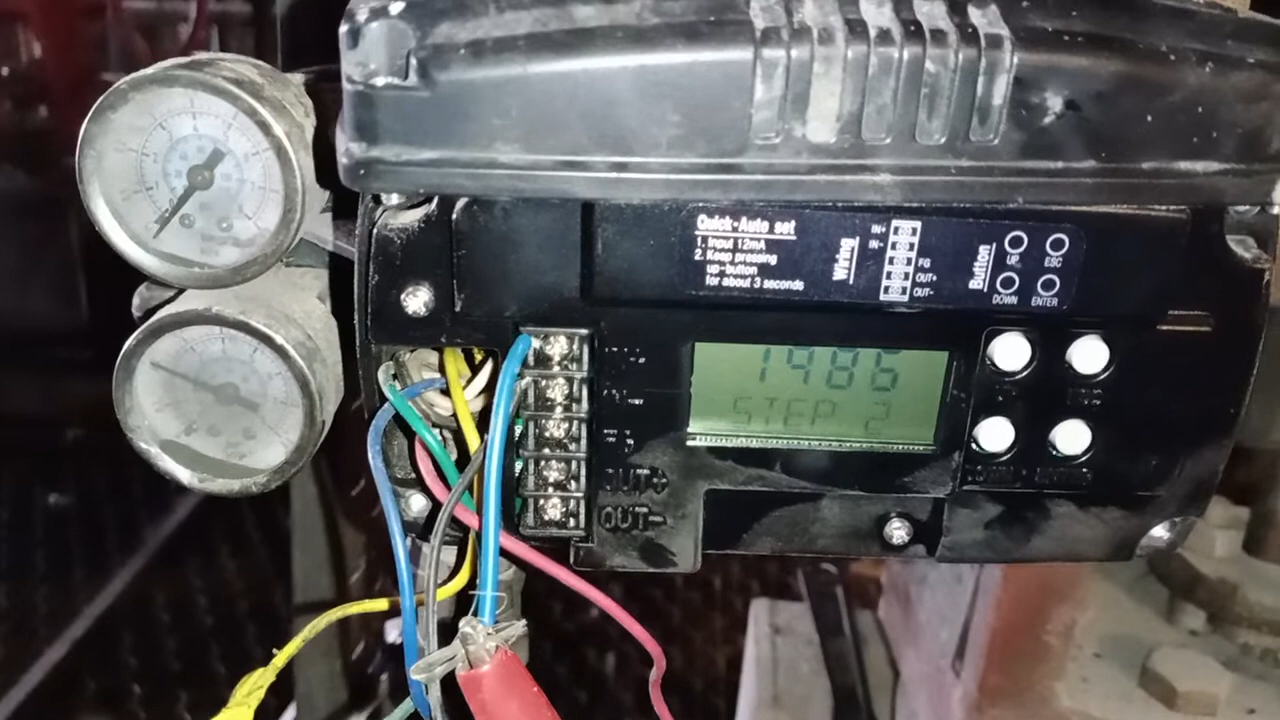 Quick-Auto set
1. Input 12mA
2. Keep pressing
up-button
for about 3 seconds
Wiring
IN+
IN-
FG
OUT+
OUT-
Button
UP
ESC
DOWN
ENTER
1486
STEP 2
OUT+
OUT-